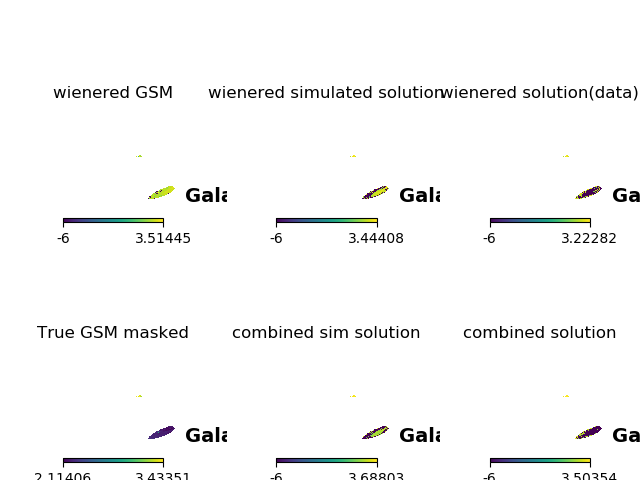 wienered GSM
wienered simulated solution
wienered solution(data)
Gala
Gala
Ga
-6 3.51445
-6 3.44408
-6 3.22282
True GSM masked
combined sim solution
combined solution
Gala
Gala
Ga
2.11406 3.43351
-6 3.68803
-6 3.50354